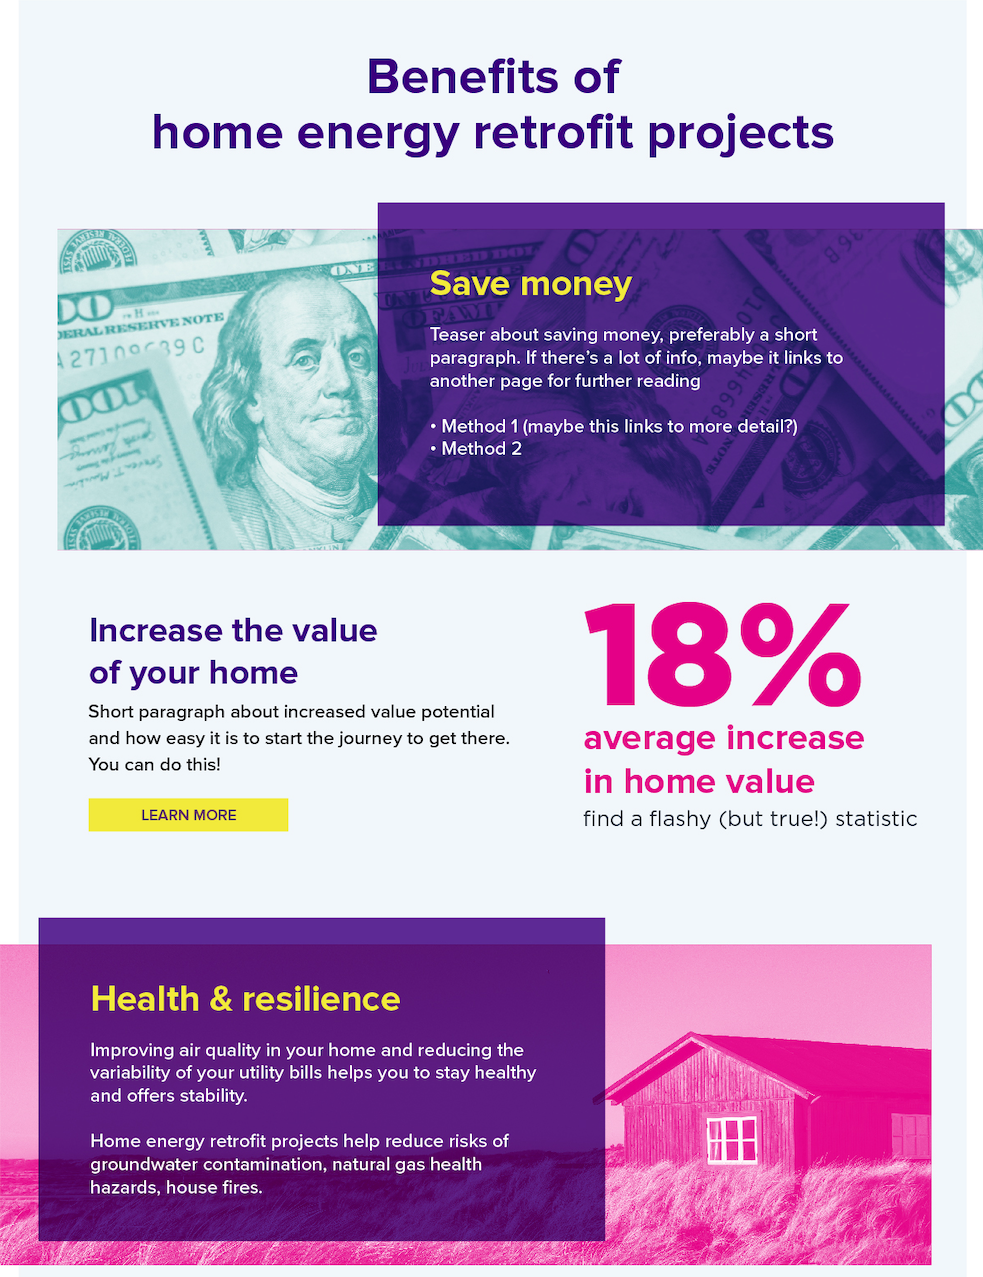 Benefits of
home energy retrofit projects
ONE HUNDRED DO
FEDERAL RESERVE NOTE
Save money
Teaser about saving money, preferably a short
paragraph. If there's a lot of info, maybe it links to
another page for further reading
• Method 1 (maybe this links to more detail?)
• Method 2
Increase the value
of your home
Short paragraph about increased value potential
and how easy it is to start the journey to get there.
You can do this!
LEARN MORE
18%
average increase
in home value
find a flashy (but true!) statistic
Health & resilience
Improving air quality in your home and reducing the
variability of your utility bills helps you to stay healthy
and offers stability.
Home energy retrofit projects help reduce risks of
groundwater contamination, natural gas health
hazards, house fires.